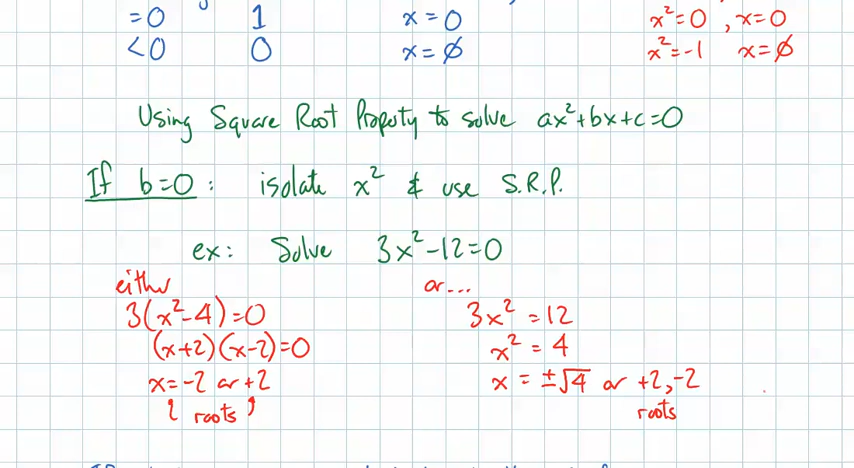 =0 1 x=0 x²=0, x=0
<0 0 x=∅ x²=-1 x=∅
Using Square Root Property to solve ax²+bx+c=0
If b=0: isolate x² & use S.R.P.
ex: Solve 3x²-12=0
either
3(x²-4)=0
(x+2)(x-2)=0
x=-2 or +2
roots
or...
3x²=12
x²=4
x=±√4 or +2,-2
roots